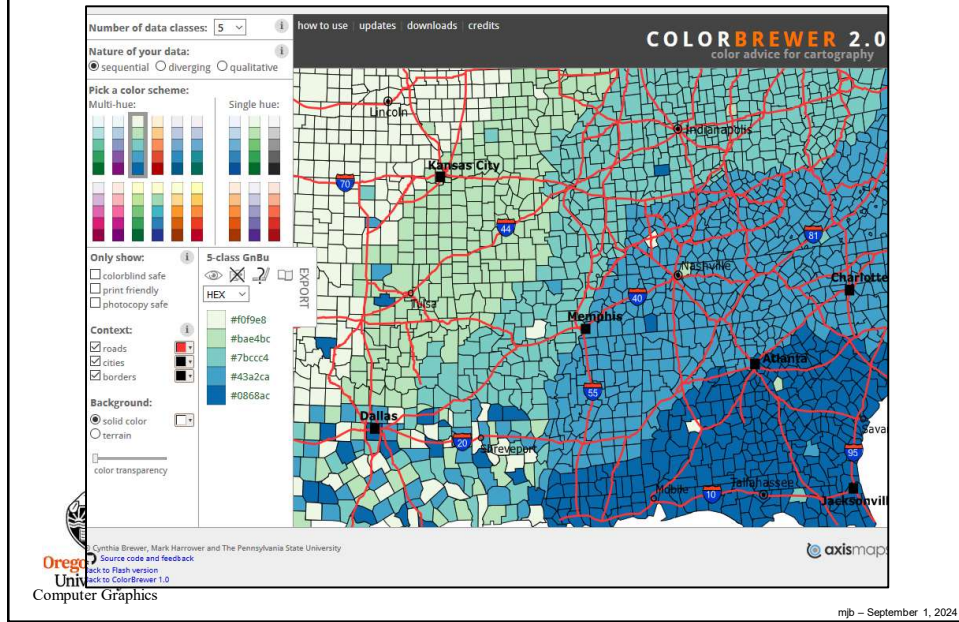 Number of data classes: 5
how to use | updates | downloads | credits
COLORBREWER 2.0
color advice for cartography
Nature of your data:
sequential diverging qualitative
Pick a color scheme:
Multi-hue: Single hue:
Only show:
colorblind safe
print friendly
photocopy safe
Context:
roads
cities
borders
Background:
solid color
terrain
color transparency
5-class GnBu
EXPORT
HEX
#f0f9e8
#bae4bc
#7bccc4
#43a2ca
#0868ac
Lincoln
Indianapolis
Kansas City
70
44
81
Nashville
Charlotte
Tulsa
40
Memphis
Atlanta
55
Dallas
20
Shreveport
Sava
95
Mobile
10
Tallahassee
Jacksonvill
© Cynthia Brewer, Mark Harrower and The Pennsylvania State University
Source code and feedback
Back to Flash version
Back to ColorBrewer 1.0
axismaps
Orego
Univ
Computer Graphics
mjb – September 1, 2024